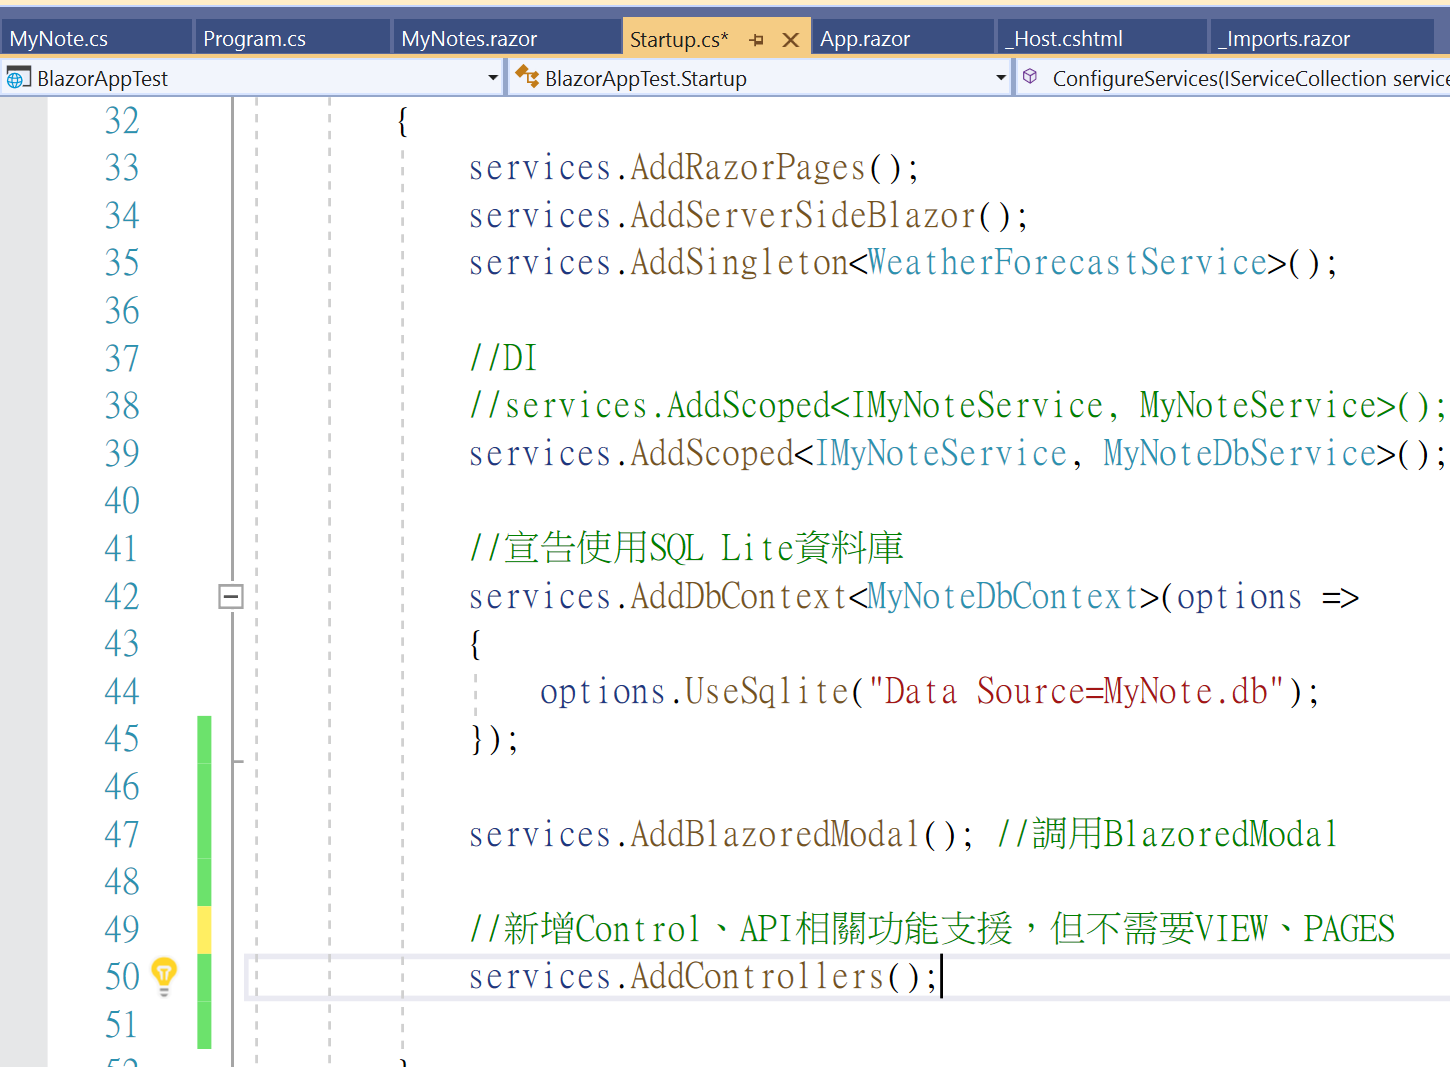 MyNote.cs Program.cs MyNotes.razor Startup.cs* App.razor _Host.cshtml _Imports.razor
BlazorAppTest BlazorAppTest.Startup ConfigureServices(IServiceCollection service
32 {
33 services.AddRazorPages();
34 services.AddServerSideBlazor();
35 services.AddSingleton<WeatherForecastService>();
36
37 //DI
38 //services.AddScoped<IMyNoteService, MyNoteService>();
39 services.AddScoped<IMyNoteService, MyNoteDbService>();
40
41 //宣告使用SQL Lite資料庫
42 services.AddDbContext<MyNoteDbContext>(options =>
43 {
44 options.UseSqlite("Data Source=MyNote.db");
45 });
46
47 services.AddBlazoredModal(); //調用BlazoredModal
48
49 //新增Control、API相關功能支援，但不需要VIEW、PAGES
50 services.AddControllers();
51
52 }